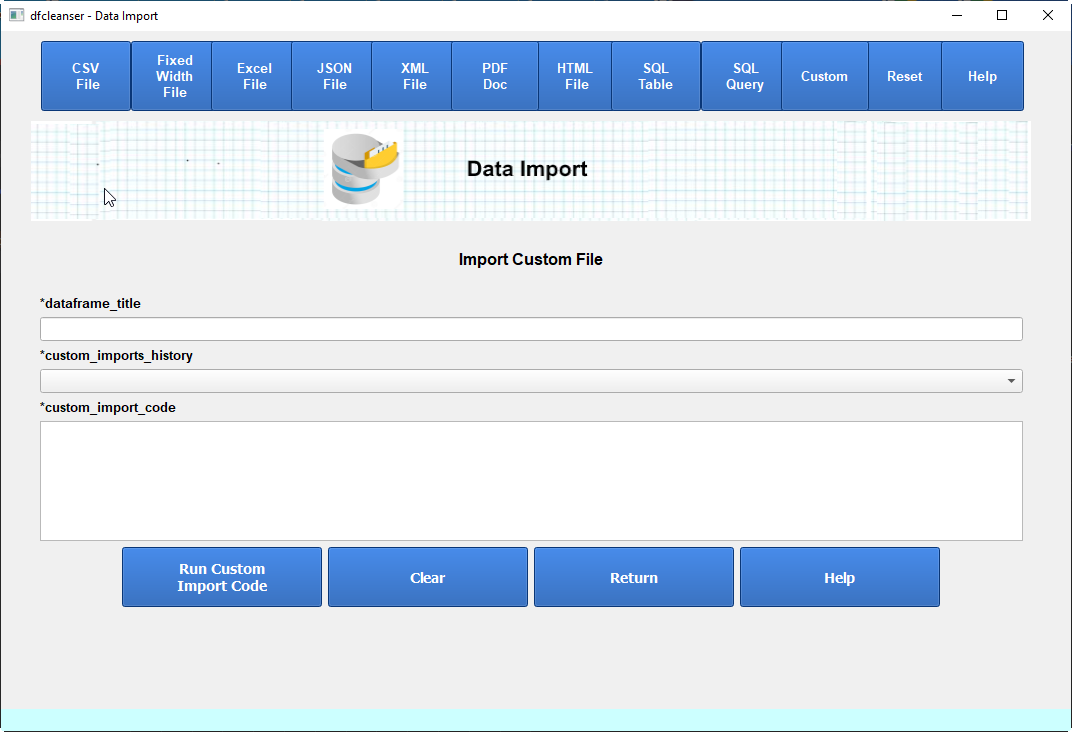 dfcleanser - Data Import
CSV
File
Fixed
Width
File
Excel
File
JSON
File
XML
File
PDF
Doc
HTML
File
SQL
Table
SQL
Query
Custom
Reset
Help
Data Import
Import Custom File
*dataframe_title
*custom_imports_history
*custom_import_code
Run Custom
Import Code
Clear
Return
Help